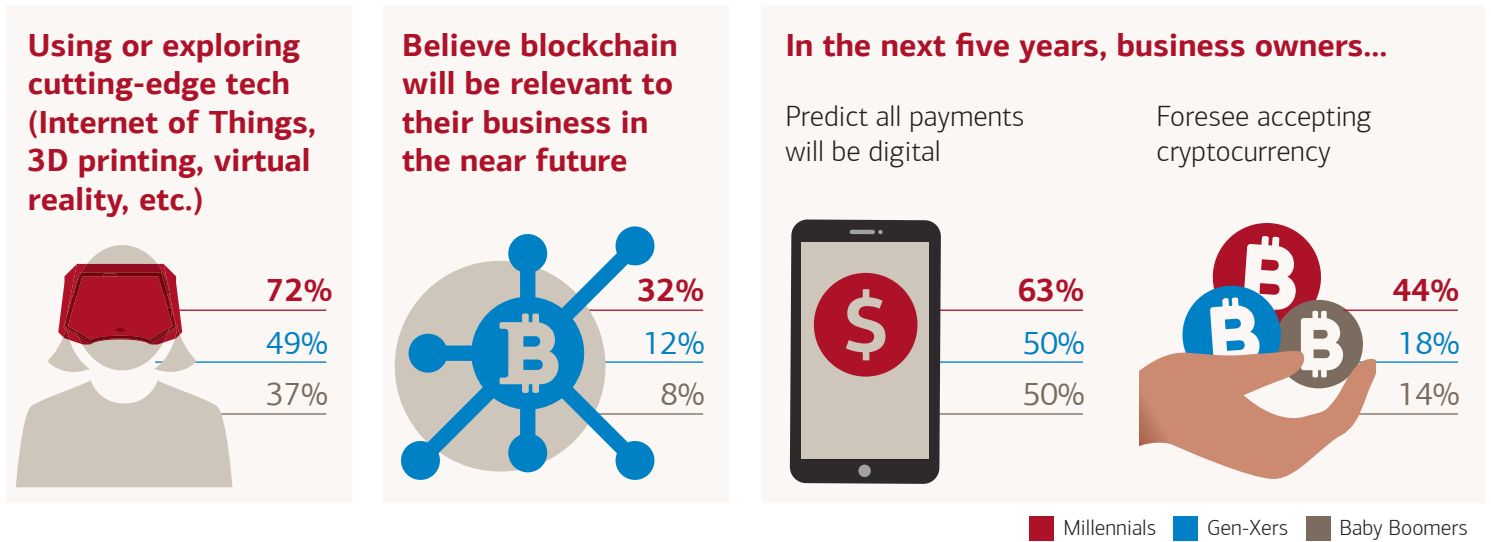 Using or exploring
cutting-edge tech
(Internet of Things,
3D printing, virtual
reality, etc.)
72%
49%
37%
Believe blockchain
will be relevant to
their business in
the near future
32%
12%
8%
In the next five years, business owners...
Predict all payments
will be digital
63%
50%
50%
Foresee accepting
cryptocurrency
44%
18%
14%
Millennials
Gen-Xers
Baby Boomers